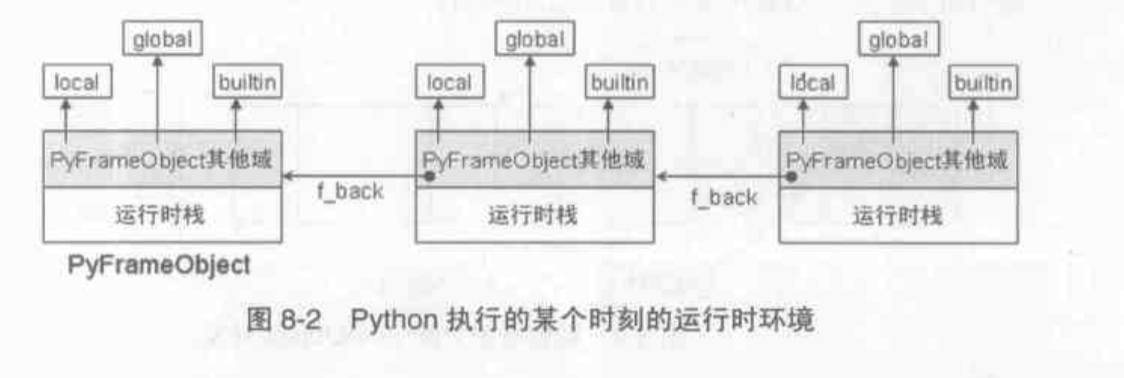 global global global
local builtin local builtin local builtin
PyFrameObject其他域 PyFrameObject其他域 PyFrameObject其他域
f_back f_back
运行时栈 运行时栈 运行时栈
PyFrameObject
图 8-2 Python 执行的某个时刻的运行时环境